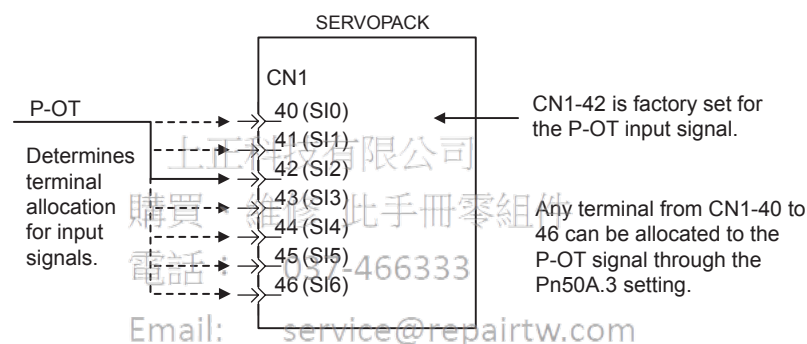 SERVOPACK
CN1
P-OT
40 (SI0)
41 (SI1)
42 (SI2)
43 (SI3)
44 (SI4)
45 (SI5)
46 (SI6)
Determines
terminal
allocation
for input
signals.
CN1-42 is factory set for
the P-OT input signal.
Any terminal from CN1-40 to
46 can be allocated to the
P-OT signal through the
Pn50A.3 setting.
上正科技有限公司
購買、維修 此手冊零組件
電話： 037-466333
Email: service@repairtw.com